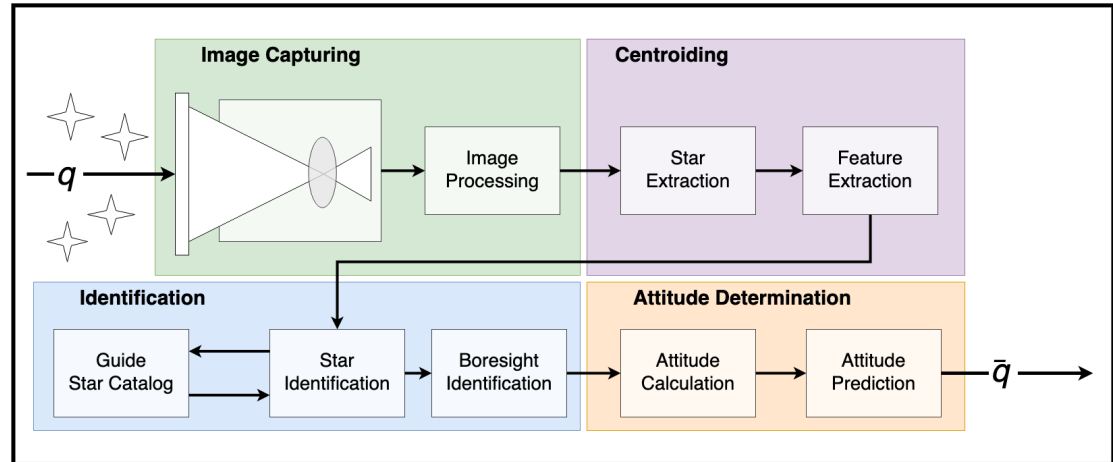 Image Capturing
Centroiding
q
Image
Processing
Star
Extraction
Feature
Extraction
Identification
Attitude Determination
Guide
Star Catalog
Star
Identification
Boresight
Identification
Attitude
Calculation
Attitude
Prediction
q̄